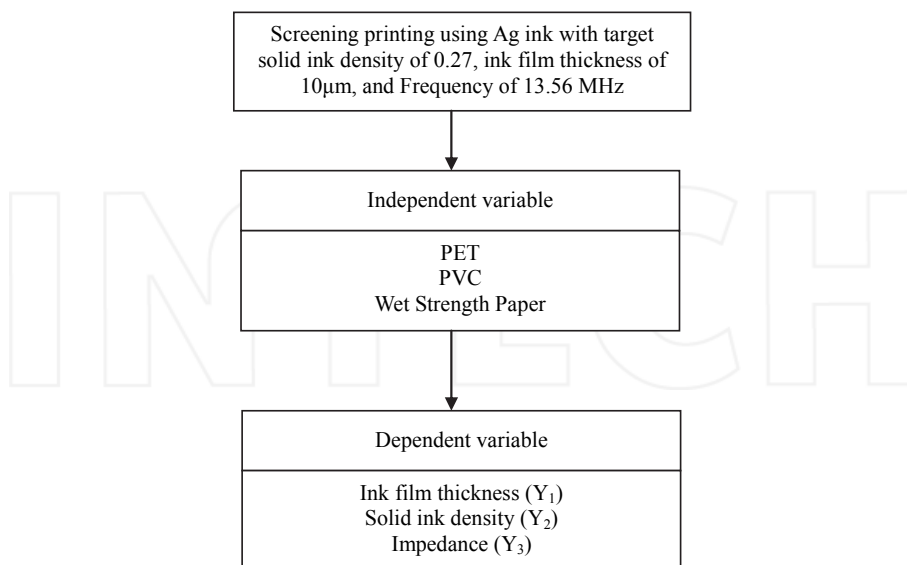 Screening printing using Ag ink with target
solid ink density of 0.27, ink film thickness of
10µm, and Frequency of 13.56 MHz
Independent variable
PET
PVC
Wet Strength Paper
INTECH
Dependent variable
Ink film thickness (Y₁)
Solid ink density (Y₂)
Impedance (Y₃)